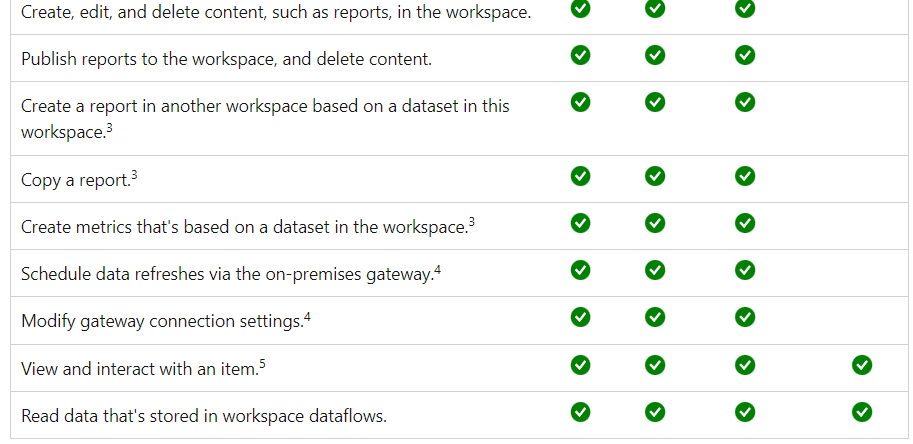 Create, edit, and delete content, such as reports, in the workspace.
Publish reports to the workspace, and delete content.
Create a report in another workspace based on a dataset in this
workspace.³
Copy a report.³
Create metrics that's based on a dataset in the workspace.³
Schedule data refreshes via the on-premises gateway.⁴
Modify gateway connection settings.⁴
View and interact with an item.⁵
Read data that's stored in workspace dataflows.